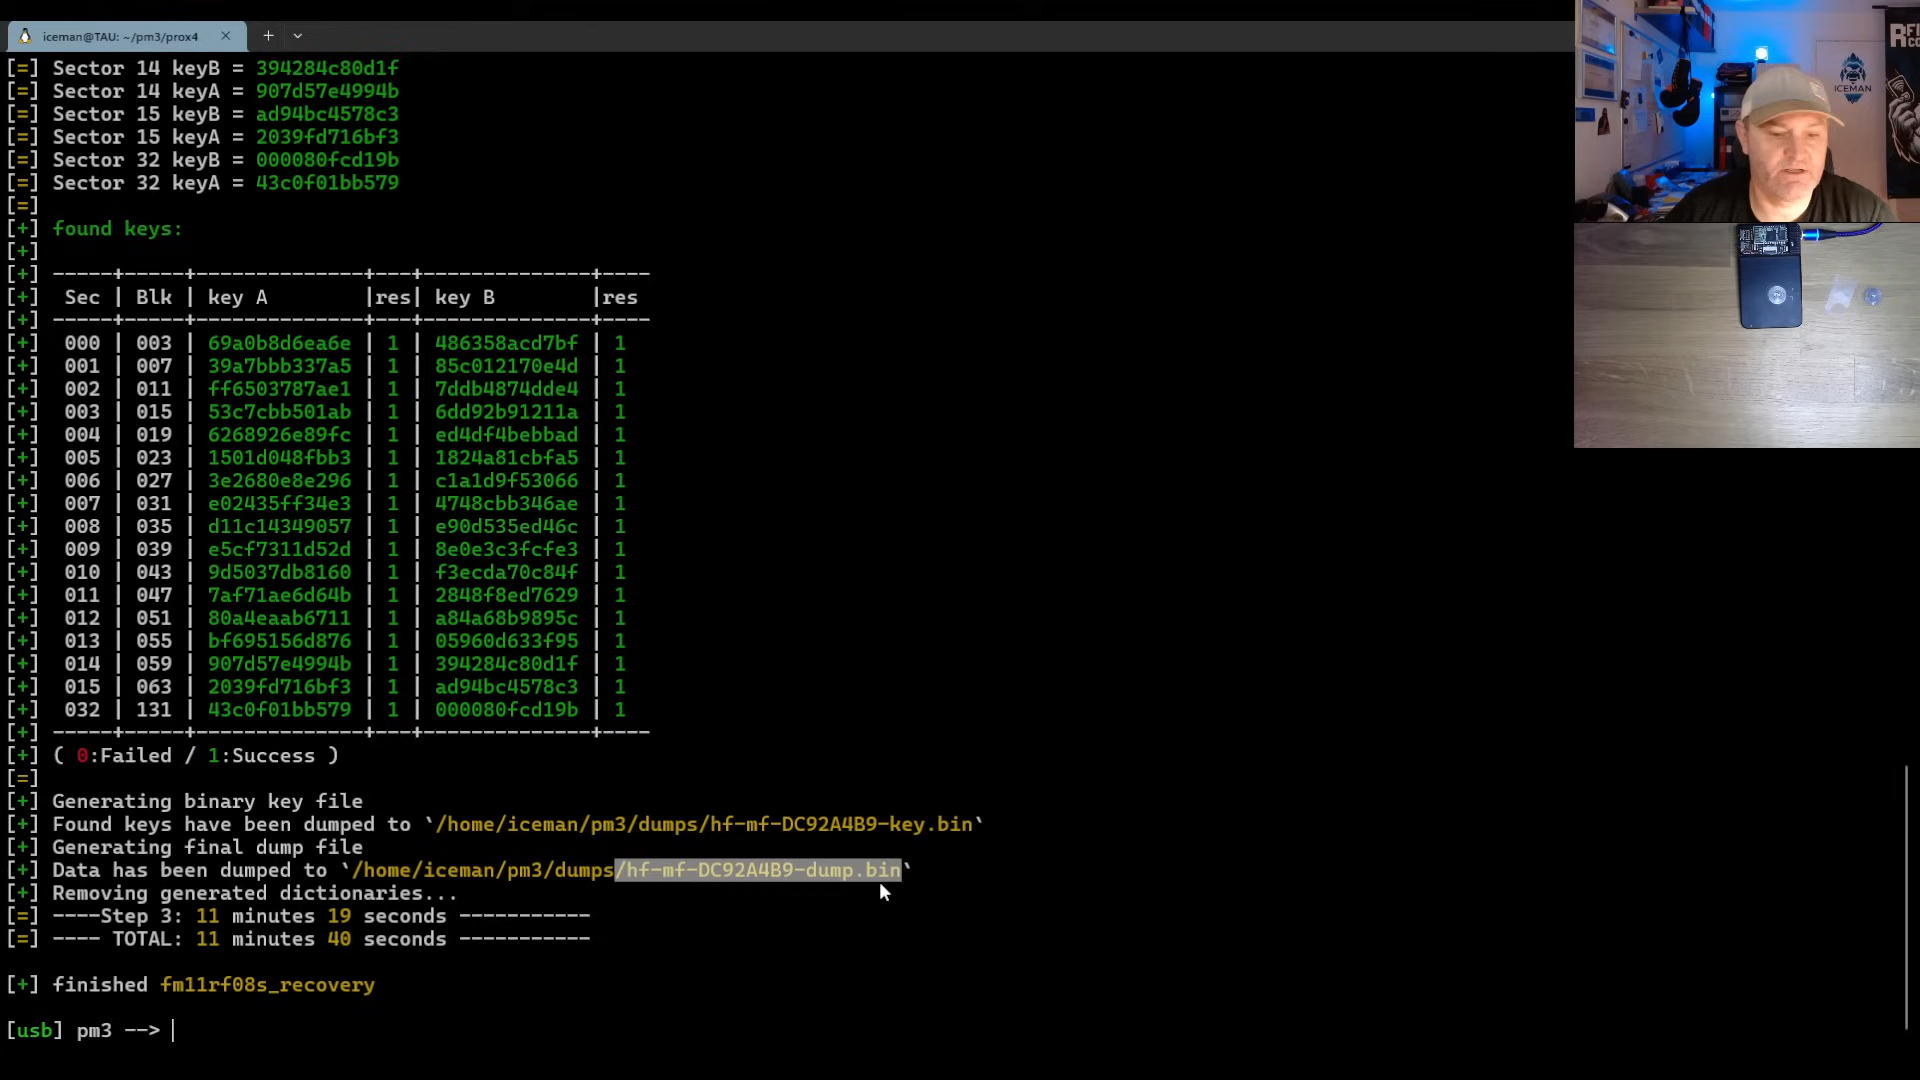 iceman@TAU: ~/pm3/prox4
[=] Sector 14 keyB = 394284c80d1f
[=] Sector 14 keyA = 907d57e4994b
[=] Sector 15 keyB = ad94bc4578c3
[=] Sector 15 keyA = 2039fd716bf3
[=] Sector 32 keyB = 000080fcd19b
[=] Sector 32 keyA = 43c0f01bb579
[=]
[+] found keys:
[+]
[+] -----+-----+--------------+---+--------------+----
[+]  Sec | Blk | key A        |res| key B        |res
[+] -----+-----+--------------+---+--------------+----
[+]  000 | 003 | 69a0b8d6ea6e | 1 | 486358acd7bf | 1
[+]  001 | 007 | 39a7bbb337a5 | 1 | 85c012170e4d | 1
[+]  002 | 011 | ff6503787ae1 | 1 | 7ddb4874dde4 | 1
[+]  003 | 015 | 53c7cbb501ab | 1 | 6dd92b91211a | 1
[+]  004 | 019 | 6268926e89fc | 1 | ed4df4bebbad | 1
[+]  005 | 023 | 1501d048fbb3 | 1 | 1824a81cbfa5 | 1
[+]  006 | 027 | 3e2680e8e296 | 1 | c1a1d9f53066 | 1
[+]  007 | 031 | e02435ff34e3 | 1 | 4748cbb346ae | 1
[+]  008 | 035 | d11c14349057 | 1 | e90d535ed46c | 1
[+]  009 | 039 | e5cf7311d52d | 1 | 8e0e3c3fcfe3 | 1
[+]  010 | 043 | 9d5037db8160 | 1 | f3ecda70c84f | 1
[+]  011 | 047 | 7af71ae6d64b | 1 | 2848f8ed7629 | 1
[+]  012 | 051 | 80a4eaab6711 | 1 | a84a68b9895c | 1
[+]  013 | 055 | bf695156d876 | 1 | 05960d633f95 | 1
[+]  014 | 059 | 907d57e4994b | 1 | 394284c80d1f | 1
[+]  015 | 063 | 2039fd716bf3 | 1 | ad94bc4578c3 | 1
[+]  032 | 131 | 43c0f01bb579 | 1 | 000080fcd19b | 1
[+] -----+-----+--------------+---+--------------+----
[+] ( 0:Failed / 1:Success )
[=]
[+] Generating binary key file
[+] Found keys have been dumped to `/home/iceman/pm3/dumps/hf-mf-DC92A4B9-key.bin`
[+] Generating final dump file
[+] Data has been dumped to `/home/iceman/pm3/dumps/hf-mf-DC92A4B9-dump.bin`
[+] Removing generated dictionaries...
[=] ----Step 3: 11 minutes 19 seconds -----------
[=] ---- TOTAL: 11 minutes 40 seconds -----------
[+] finished fm11rf08s_recovery
[usb] pm3 -->
ICEMAN